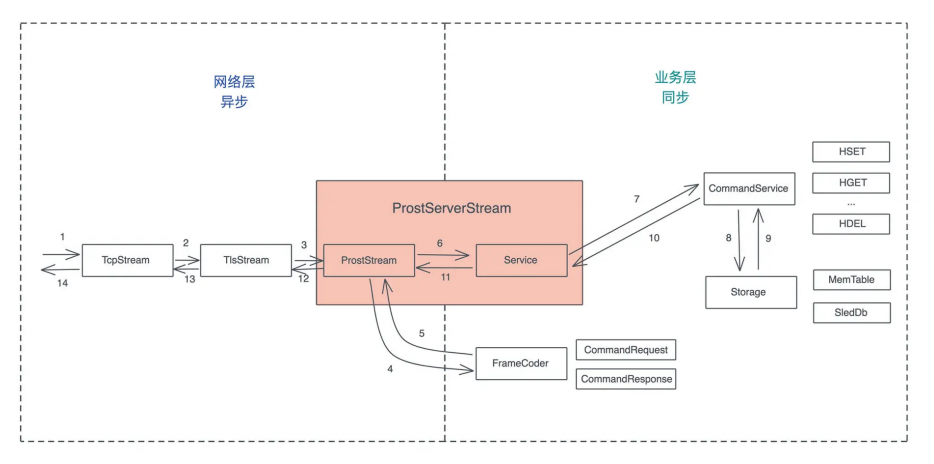 网络层
异步
业务层
同步
HSET
HGET
...
HDEL
CommandService
7
10
8
9
Storage
MemTable
SledDb
ProstServerStream
1
TcpStream
14
2
13
TlsStream
3
12
ProstStream
6
11
Service
5
4
FrameCoder
CommandRequest
CommandResponse